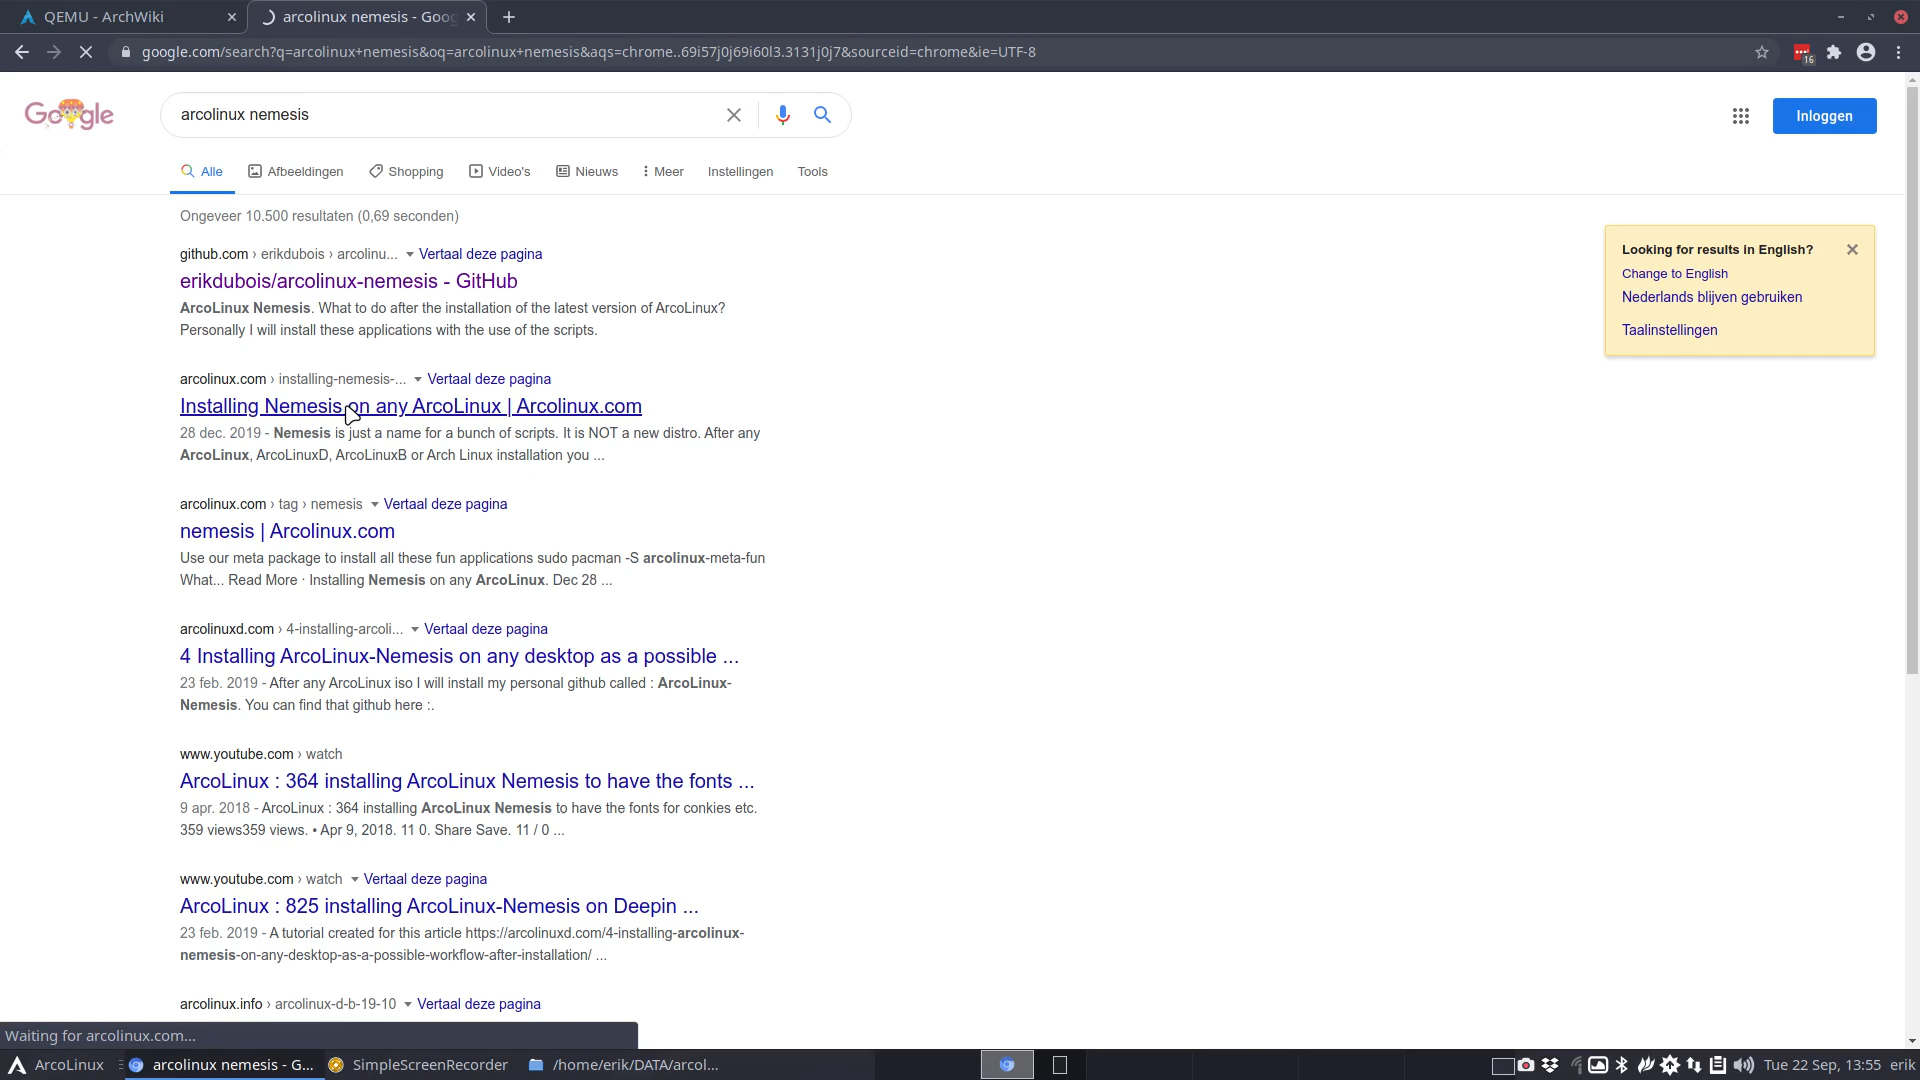 QEMU - ArchWiki
arcolinux nemesis - Goog
google.com/search?q=arcolinux+nemesis&oq=arcolinux+nemesis&aqs=chrome..69i57j0j69i60l3.3131j0j7&sourceid=chrome&ie=UTF-8
16
Google
arcolinux nemesis
Inloggen
Alle Afbeeldingen Shopping Video's Nieuws Meer Instellingen Tools
Ongeveer 10.500 resultaten (0,69 seconden)
github.com › erikdubois › arcolinu... Vertaal deze pagina
erikdubois/arcolinux-nemesis - GitHub
ArcoLinux Nemesis. What to do after the installation of the latest version of ArcoLinux?
Personally I will install these applications with the use of the scripts.
Looking for results in English?
Change to English
Nederlands blijven gebruiken
Taalinstellingen
arcolinux.com › installing-nemesis-... Vertaal deze pagina
Installing Nemesis on any ArcoLinux | Arcolinux.com
28 dec. 2019 - Nemesis is just a name for a bunch of scripts. It is NOT a new distro. After any
ArcoLinux, ArcoLinuxD, ArcoLinuxB or Arch Linux installation you ...
arcolinux.com › tag › nemesis Vertaal deze pagina
nemesis | Arcolinux.com
Use our meta package to install all these fun applications sudo pacman -S arcolinux-meta-fun
What... Read More · Installing Nemesis on any ArcoLinux. Dec 28 ...
arcolinuxd.com › 4-installing-arcoli... Vertaal deze pagina
4 Installing ArcoLinux-Nemesis on any desktop as a possible ...
23 feb. 2019 - After any ArcoLinux iso I will install my personal github called : ArcoLinux-
Nemesis. You can find that github here :.
www.youtube.com › watch
ArcoLinux : 364 installing ArcoLinux Nemesis to have the fonts ...
9 apr. 2018 - ArcoLinux : 364 installing ArcoLinux Nemesis to have the fonts for conkies etc.
359 views359 views. • Apr 9, 2018. 11 0. Share Save. 11 / 0 ...
www.youtube.com › watch Vertaal deze pagina
ArcoLinux : 825 installing ArcoLinux-Nemesis on Deepin ...
23 feb. 2019 - A tutorial created for this article https://arcolinuxd.com/4-installing-arcolinux-
nemesis-on-any-desktop-as-a-possible-workflow-after-installation/ ...
arcolinux.info › arcolinux-d-b-19-10 Vertaal deze pagina
Waiting for arcolinux.com...
ArcoLinux arcolinux nemesis - G... SimpleScreenRecorder /home/erik/DATA/arcol... Tue 22 Sep, 13:55 erik